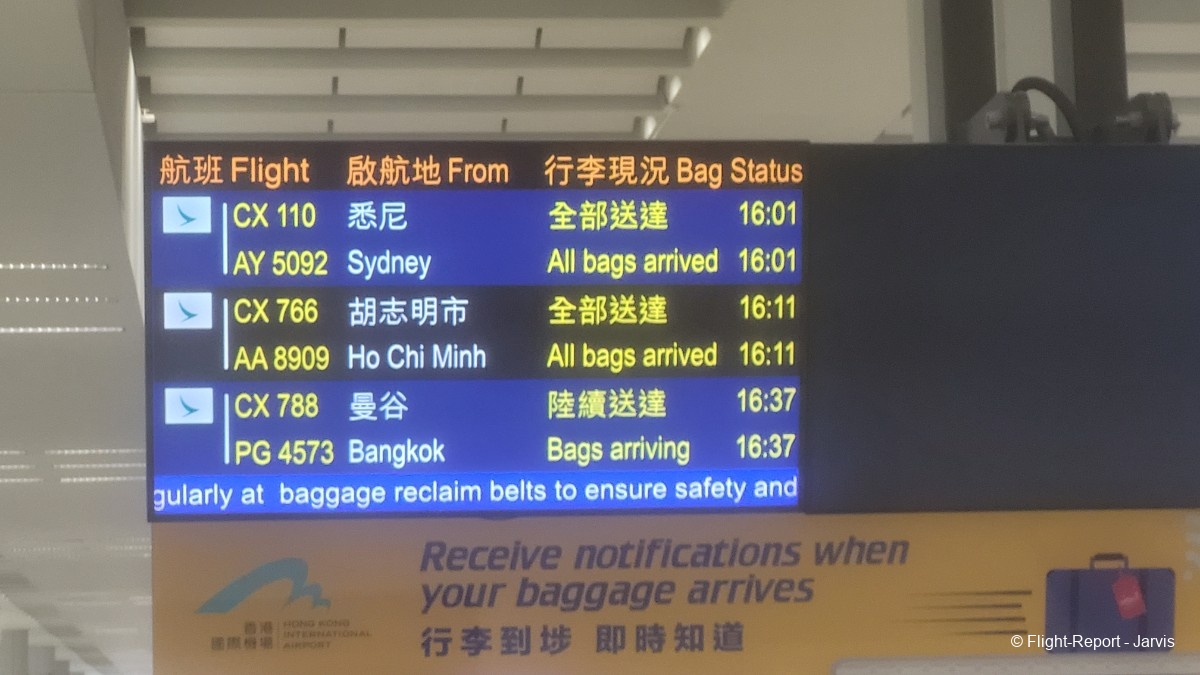 航班 Flight 啟航地 From 行李現況 Bag Status
CX 110 悉尼 全部送達 16:01
AY 5092 Sydney All bags arrived 16:01
CX 766 胡志明市 全部送達 16:11
AA 8909 Ho Chi Minh All bags arrived 16:11
CX 788 曼谷 陸續送達 16:37
PG 4573 Bangkok Bags arriving 16:37
gularly at baggage reclaim belts to ensure safety and
Receive notifications when
your baggage arrives
行李到埗 即時知道
香港 HONG KONG
國際機場 INTERNATIONAL
AIRPORT
© Flight-Report - Jarvis